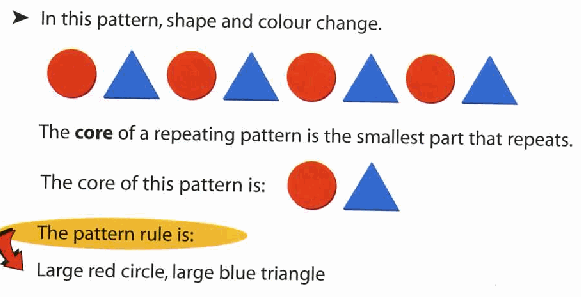 In this pattern, shape and colour change.
The core of a repeating pattern is the smallest part that repeats.
The core of this pattern is:
The pattern rule is:
Large red circle, large blue triangle